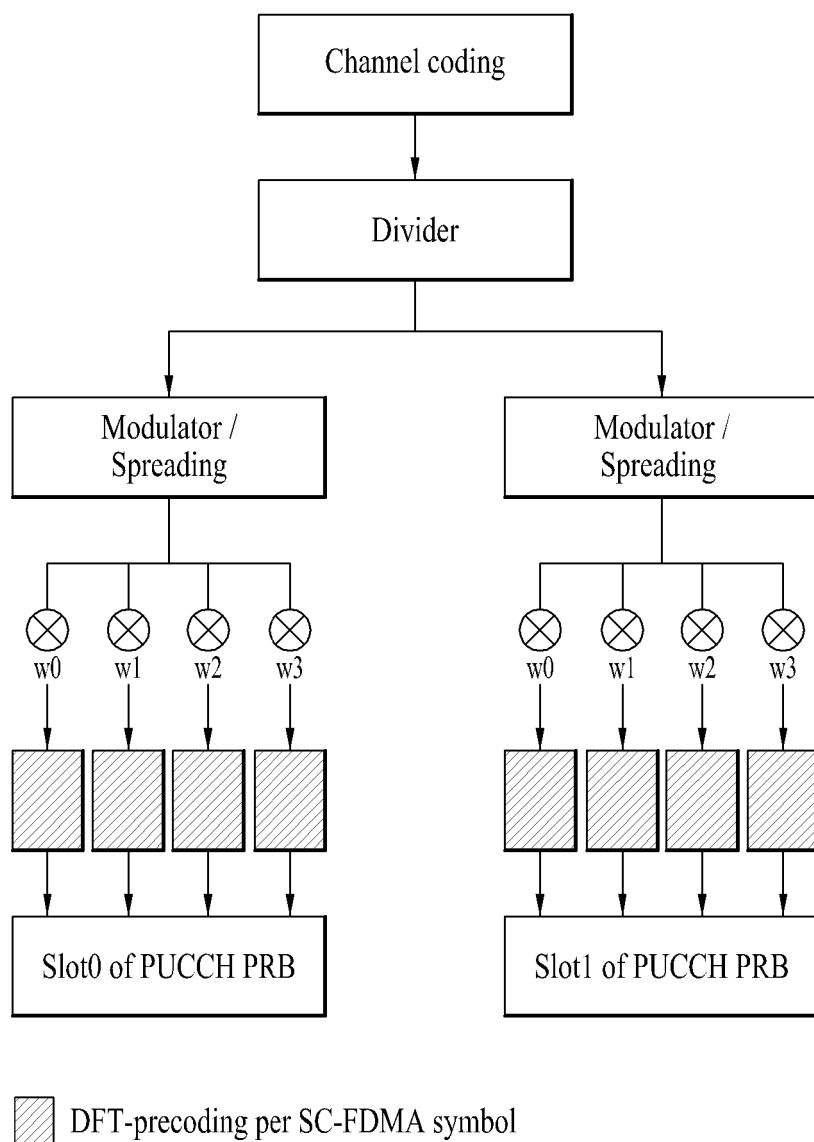 Channel coding
Divider
Modulator /
Spreading
Modulator /
Spreading
w0 w1 w2 w3
w0 w1 w2 w3
Slot0 of PUCCH PRB
Slot1 of PUCCH PRB
DFT-precoding per SC-FDMA symbol